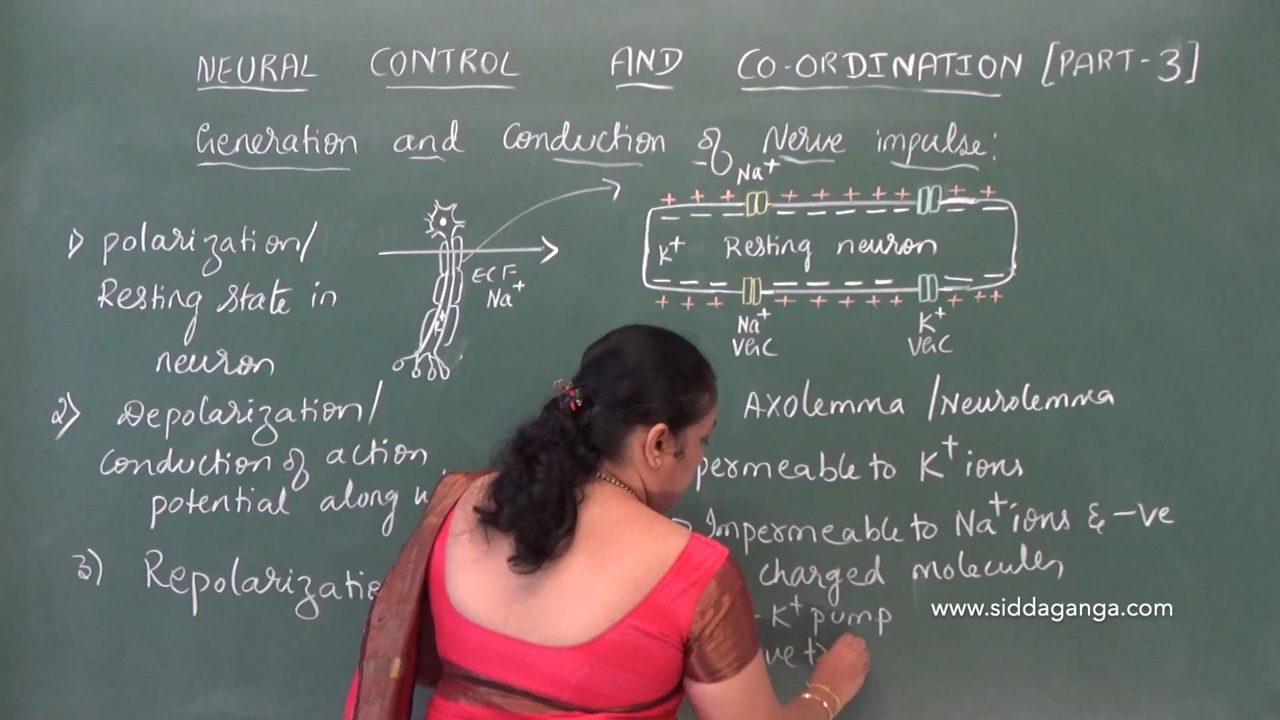 NEURAL CONTROL AND CO-ORDINATION [PART-3]
Generation and Conduction of Nerve impulse:
1) polarization/
Resting state in
neuron
2) Depolarization/
conduction of action
potential along
3) Repolarizatio
ECF
Na+
Na+
+ + + + + + + + + +
K+ Resting neuron
+ + + + + + + + + + +
Na+
VGC
K+
VGC
Axolemma /Neurolemma
permeable to K+ ions
Impermeable to Na+ ions & -ve
charged molecules
- K+ pump
ve t
www.siddaganga.com